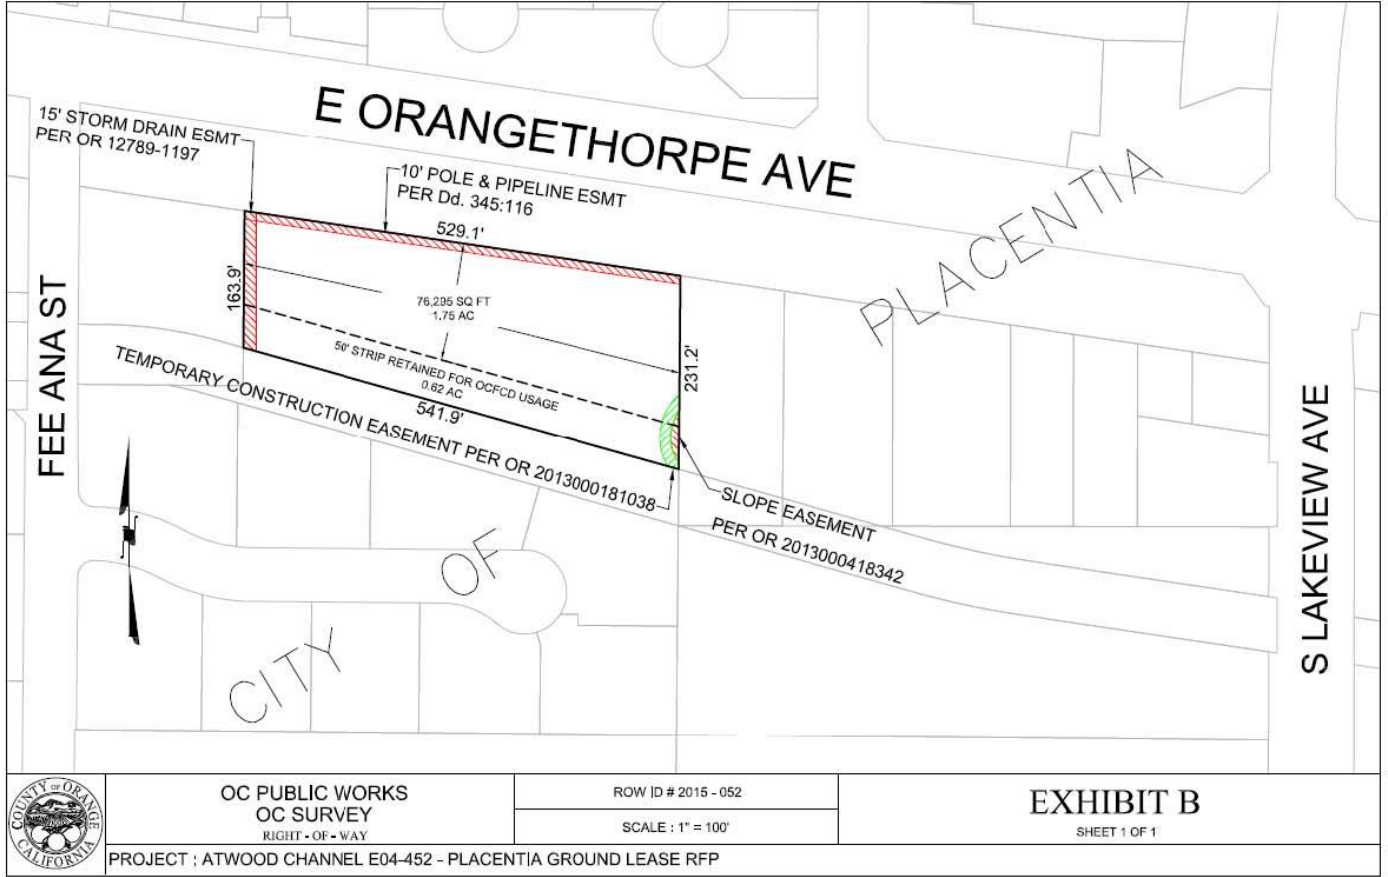 E ORANGETHORPE AVE
15' STORM DRAIN ESMT
PER OR 12789-1197
10' POLE & PIPELINE ESMT
PER Dd. 345:116
529.1'
PLACENTIA
163.9'
76,295 SQ FT
1.75 AC
FEE ANA ST
50' STRIP RETAINED FOR OCFCD USAGE
0.62 AC
231.2'
541.9'
TEMPORARY CONSTRUCTION EASEMENT PER OR 2013000181038
SLOPE EASEMENT
PER OR 2013000418342
S LAKEVIEW AVE
OF
CITY
N
COUNTY OF ORANGE
CALIFORNIA
OC PUBLIC WORKS
OC SURVEY
RIGHT - OF - WAY
ROW ID # 2015 - 052
SCALE : 1" = 100'
EXHIBIT B
SHEET 1 OF 1
PROJECT : ATWOOD CHANNEL E04-452 - PLACENTIA GROUND LEASE RFP